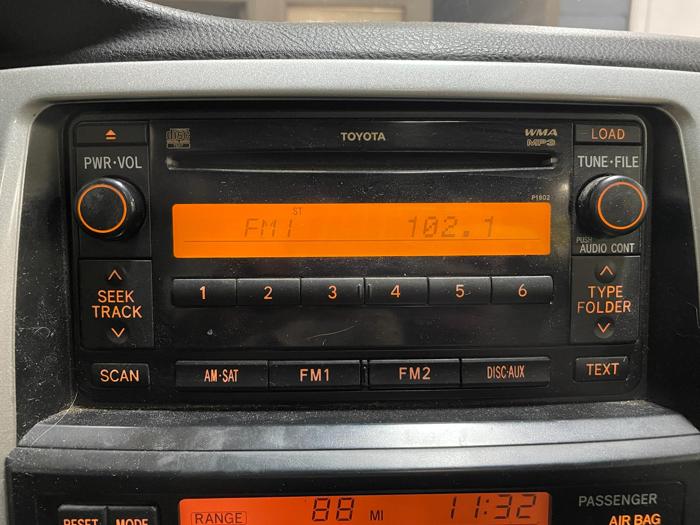 TOYOTA
WMA
MP3
LOAD
PWR·VOL
TUNE·FILE
P1802
ST
FM1 102.1
PUSH
AUDIO CONT
SEEK
TRACK
1 2 3 4 5 6
TYPE
FOLDER
SCAN AM·SAT FM1 FM2 DISC·AUX TEXT
RESET MODE RANGE 88 MI 11:32
PASSENGER
AIR BAG